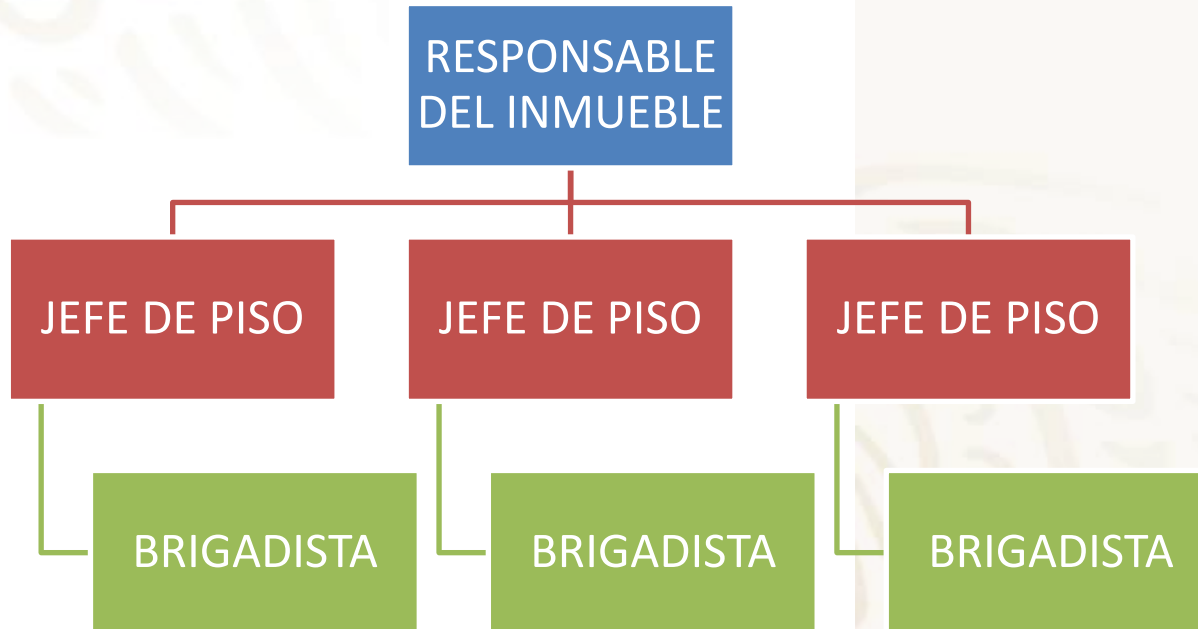 RESPONSABLE
DEL INMUEBLE
JEFE DE PISO
JEFE DE PISO
JEFE DE PISO
BRIGADISTA
BRIGADISTA
BRIGADISTA